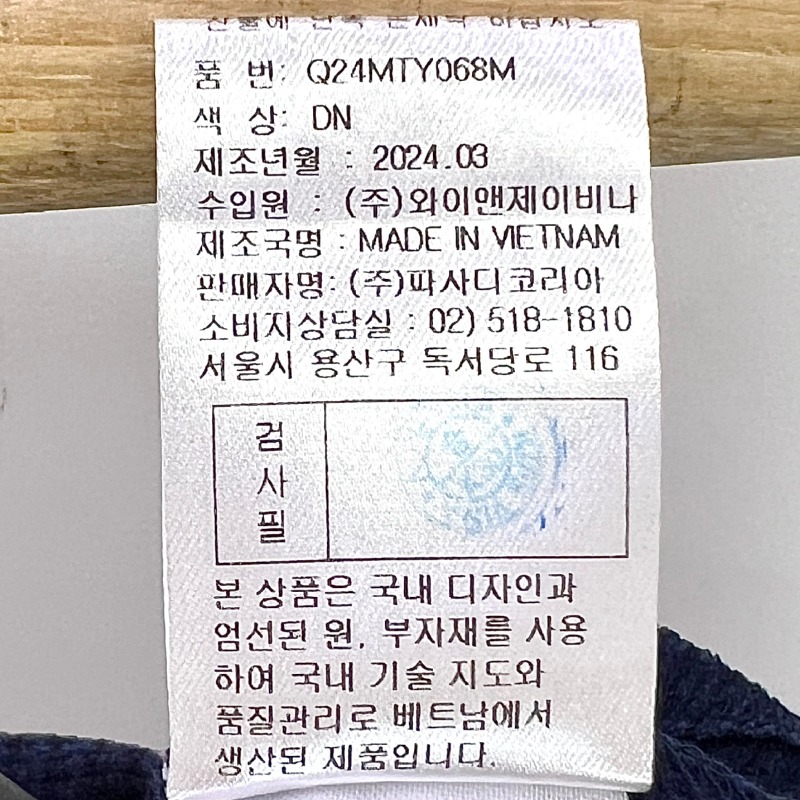 품 번: Q24MTY068M
색 상: DN
제조년월 : 2024.03
수입원 : (주)와이앤제이비나
제조국명 : MADE IN VIETNAM
판매자명: (주)파사디코리아
소비자상담실 : 02) 518-1810
서울시 용산구 독서당로 116
검
사
필
본 상품은 국내 디자인과
엄선된 원, 부자재를 사용
하여 국내 기술 지도와
품질관리로 베트남에서
생산된 제품입니다.